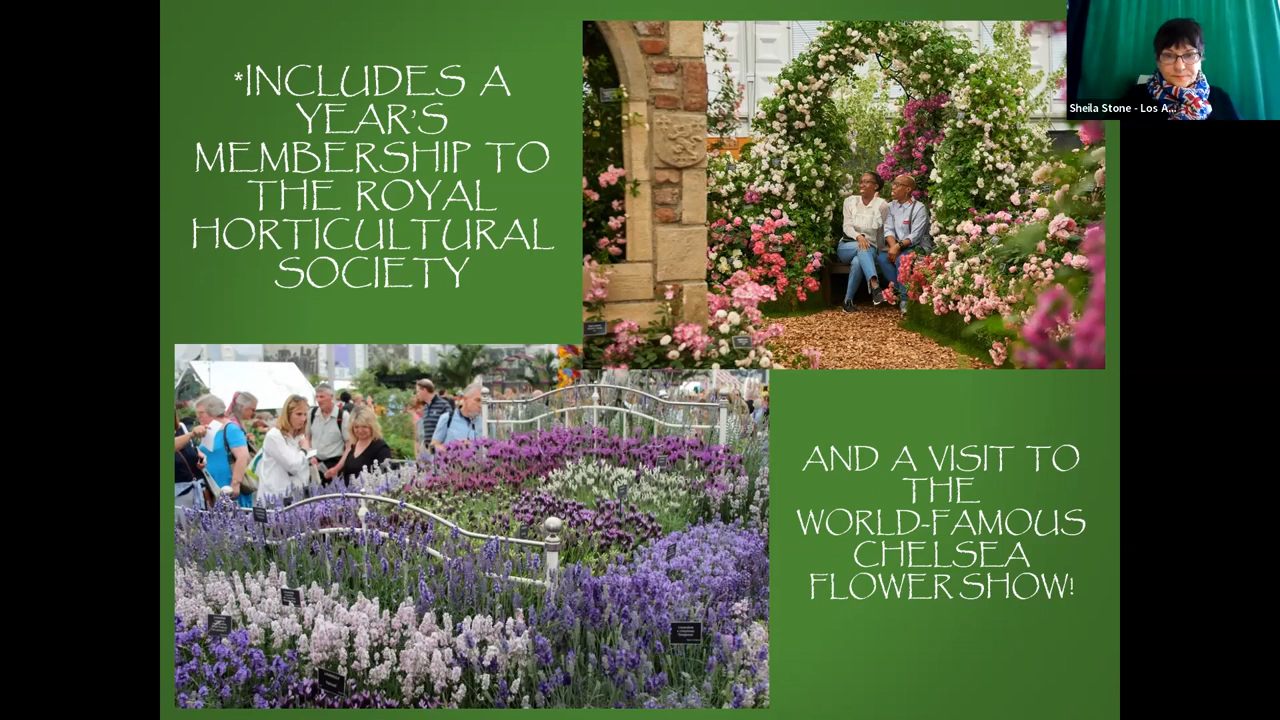 *INCLUDES A
YEAR'S
MEMBERSHIP TO
THE ROYAL
HORTICULTURAL
SOCIETY
Sheila Stone - Los A...
AND A VISIT TO
THE
WORLD-FAMOUS
CHELSEA
FLOWER SHOW!